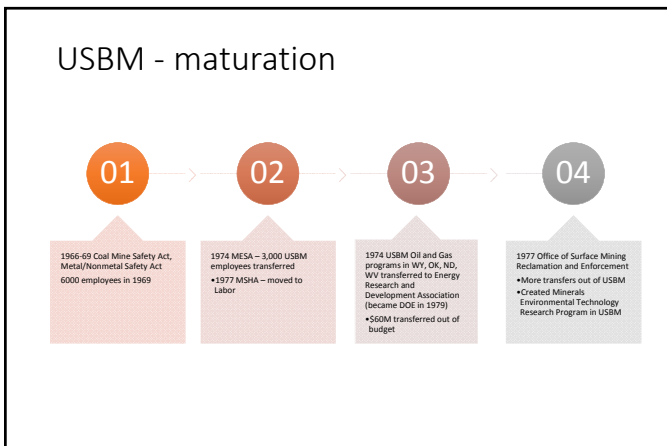 USBM - maturation
01
1966-69 Coal Mine Safety Act,
Metal/Nonmetal Safety Act
6000 employees in 1969
02
1974 MESA – 3,000 USBM
employees transferred
•1977 MSHA – moved to
Labor
03
1974 USBM Oil and Gas
programs in WY, OK, ND,
WV transferred to Energy
Research and
Development Association
(became DOE in 1979)
•$60M transferred out of
budget
04
1977 Office of Surface Mining
Reclamation and Enforcement
•More transfers out of USBM
•Created Minerals
Environmental Technology
Research Program in USBM